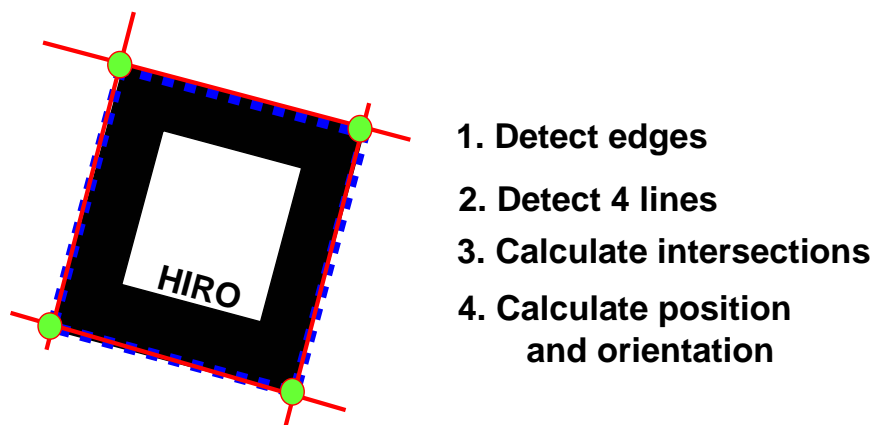 HIRO
1. Detect edges
2. Detect 4 lines
3. Calculate intersections
4. Calculate position
and orientation